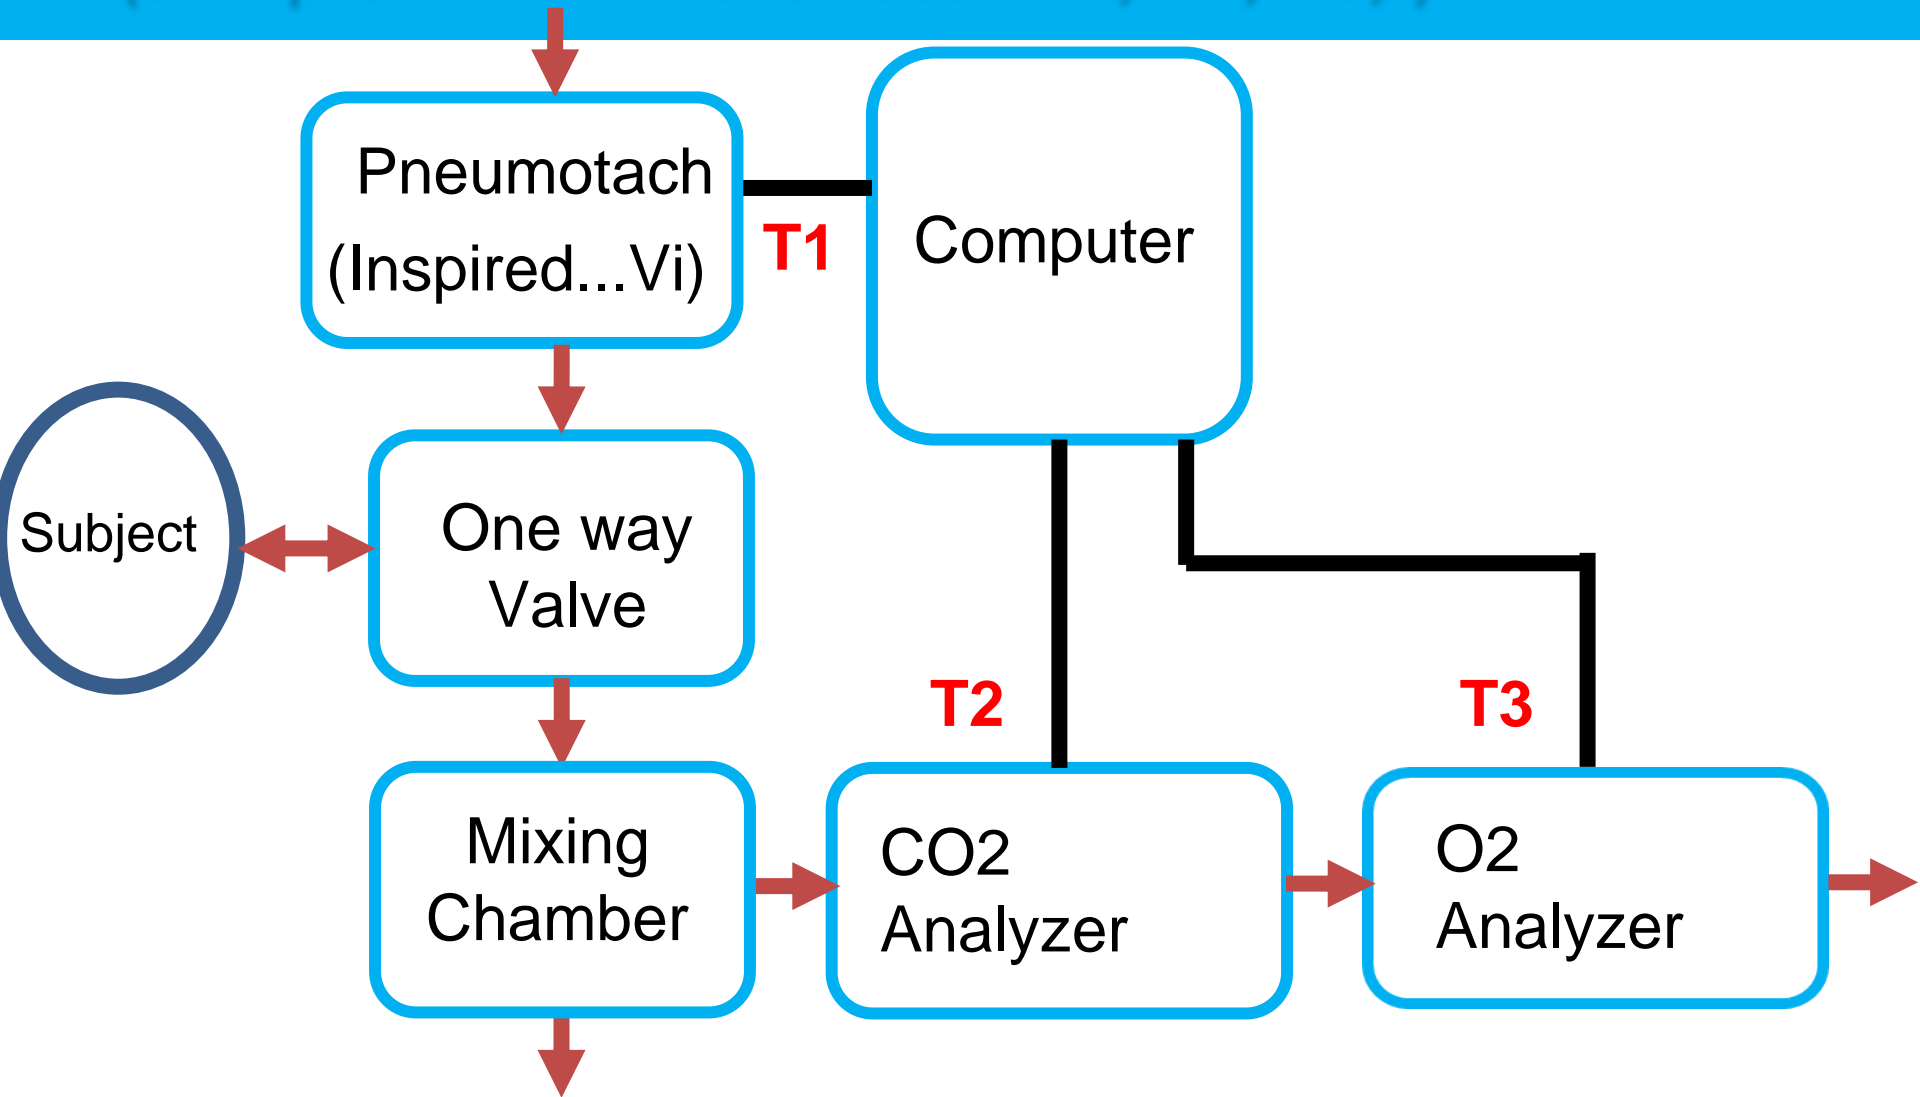 Pneumotach
(Inspired...Vi)
T1
Computer
Subject
One way
Valve
T2
T3
Mixing
Chamber
CO2
Analyzer
O2
Analyzer